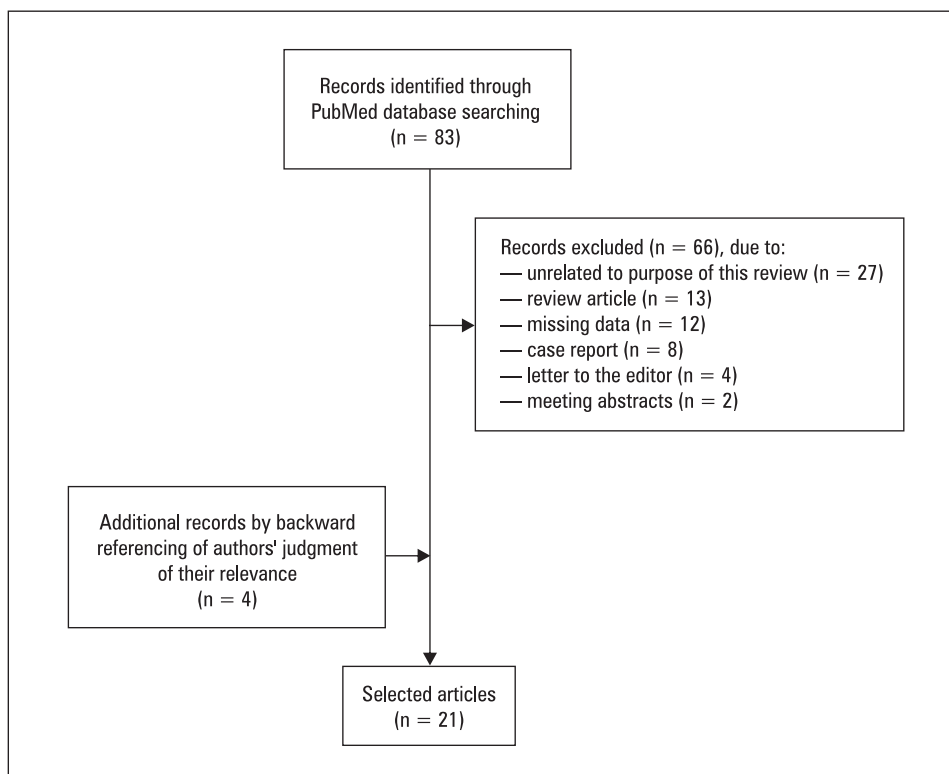 Records identified through
PubMed database searching
(n = 83)
Records excluded (n = 66), due to:
— unrelated to purpose of this review (n = 27)
— review article (n = 13)
— missing data (n = 12)
— case report (n = 8)
— letter to the editor (n = 4)
— meeting abstracts (n = 2)
Additional records by backward
referencing of authors' judgment
of their relevance
(n = 4)
Selected articles
(n = 21)